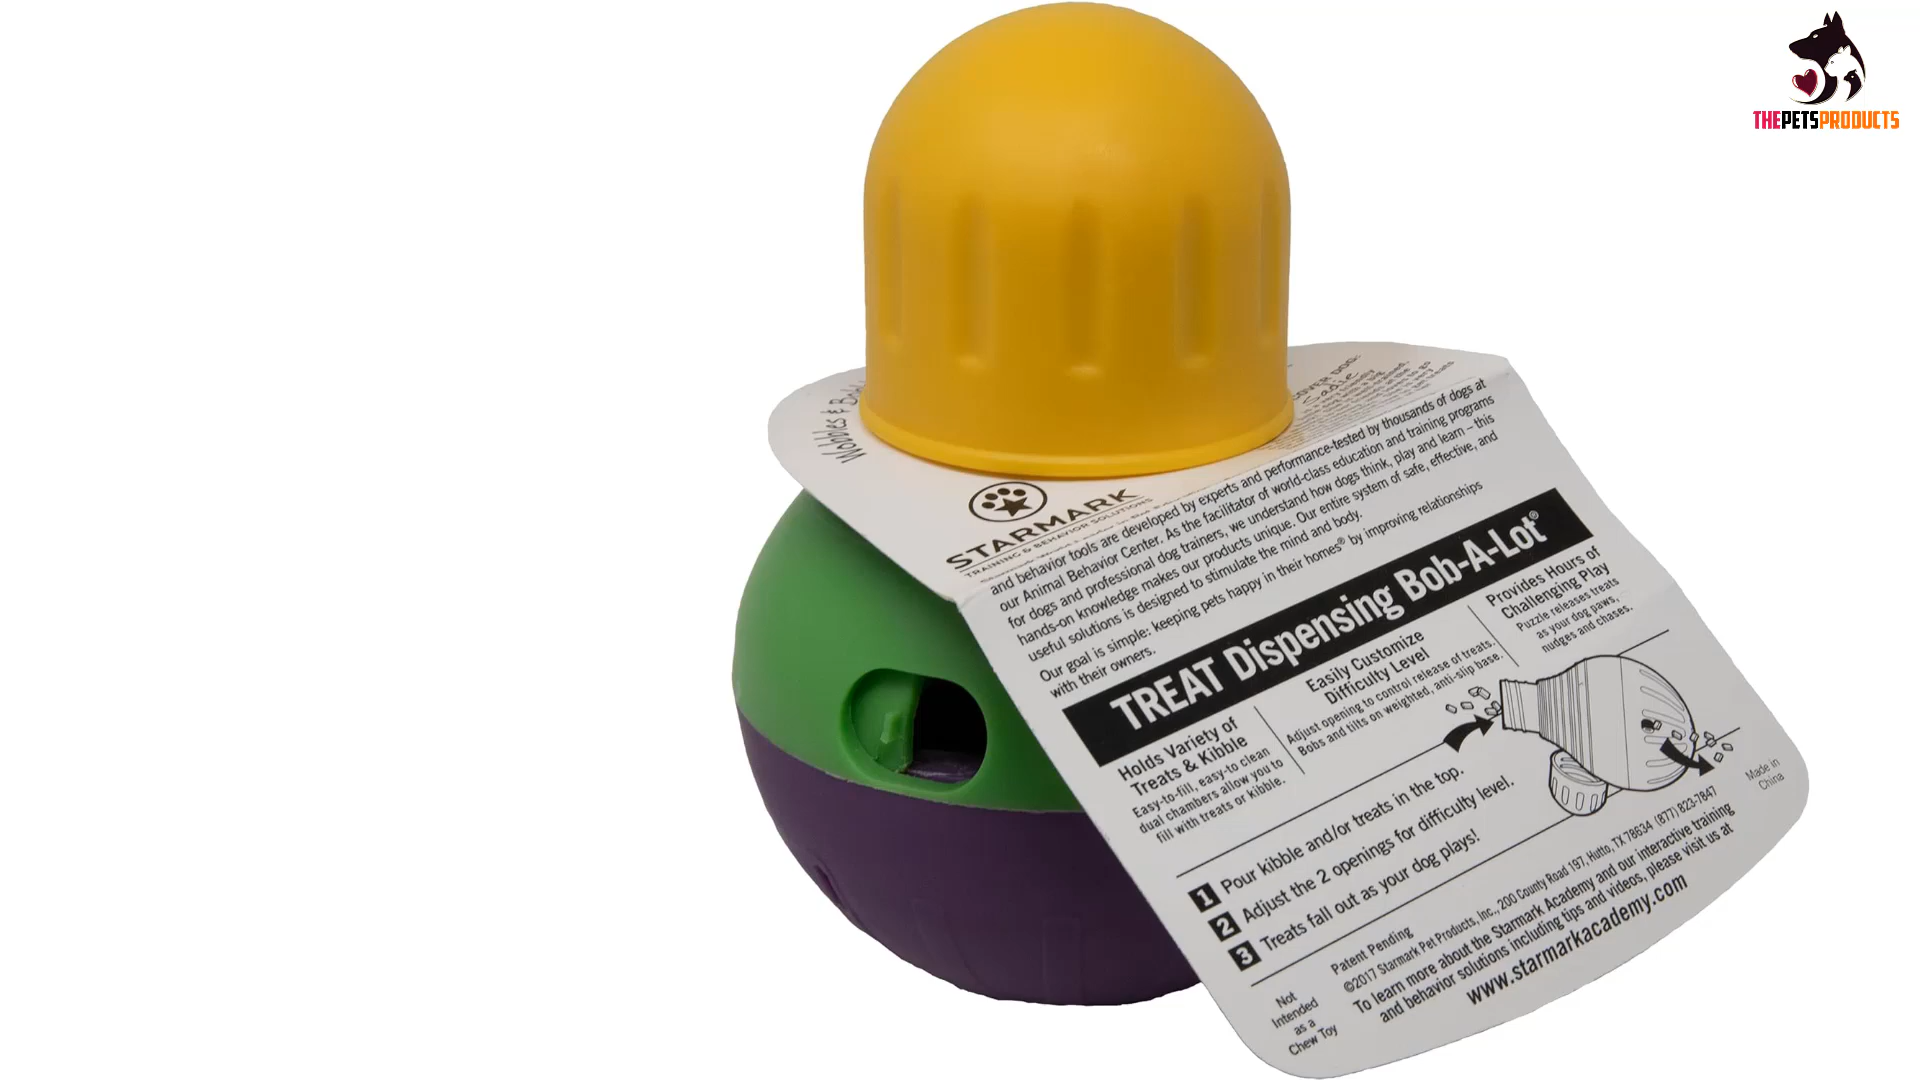 THEPETSPRODUCTS
Wobbles &
COVER DOG:
Sadie
STARMARK
TRAINING & BEHAVIOR SOLUTIONS
and behavior tools are developed by experts and performance-tested by thousands of dogs at
our Animal Behavior Center. As the facilitator of world-class education and training programs
for dogs and professional dog trainers, we understand how dogs think, play and learn – this
hands-on knowledge makes our products unique. Our entire system of safe, effective, and
useful solutions is designed to stimulate the mind and body.
Our goal is simple: keeping pets happy in their homes® by improving relationships
with their owners.
TREAT Dispensing Bob-A-Lot®
Holds Variety of
Treats & Kibble
Easy-to-fill, easy-to clean
dual chambers allow you to
fill with treats or kibble.
Easily Customize
Difficulty Level
Adjust opening to control release of treats.
Bobs and tilts on weighted, anti-slip base.
Provides Hours of
Challenging Play
Puzzle releases treats
as your dog paws,
nudges and chases.
1 Pour kibble and/or treats in the top.
2 Adjust the 2 openings for difficulty level.
3 Treats fall out as your dog plays!
Made in
China
Not
Intended
as a
Chew Toy
Patent Pending
©2017 Starmark Pet Products, Inc., 200 County Road 197, Hutto, TX 78634 (877) 823-7847
To learn more about the Starmark Academy and our interactive training
and behavior solutions including tips and videos, please visit us at
www.starmarkacademy.com